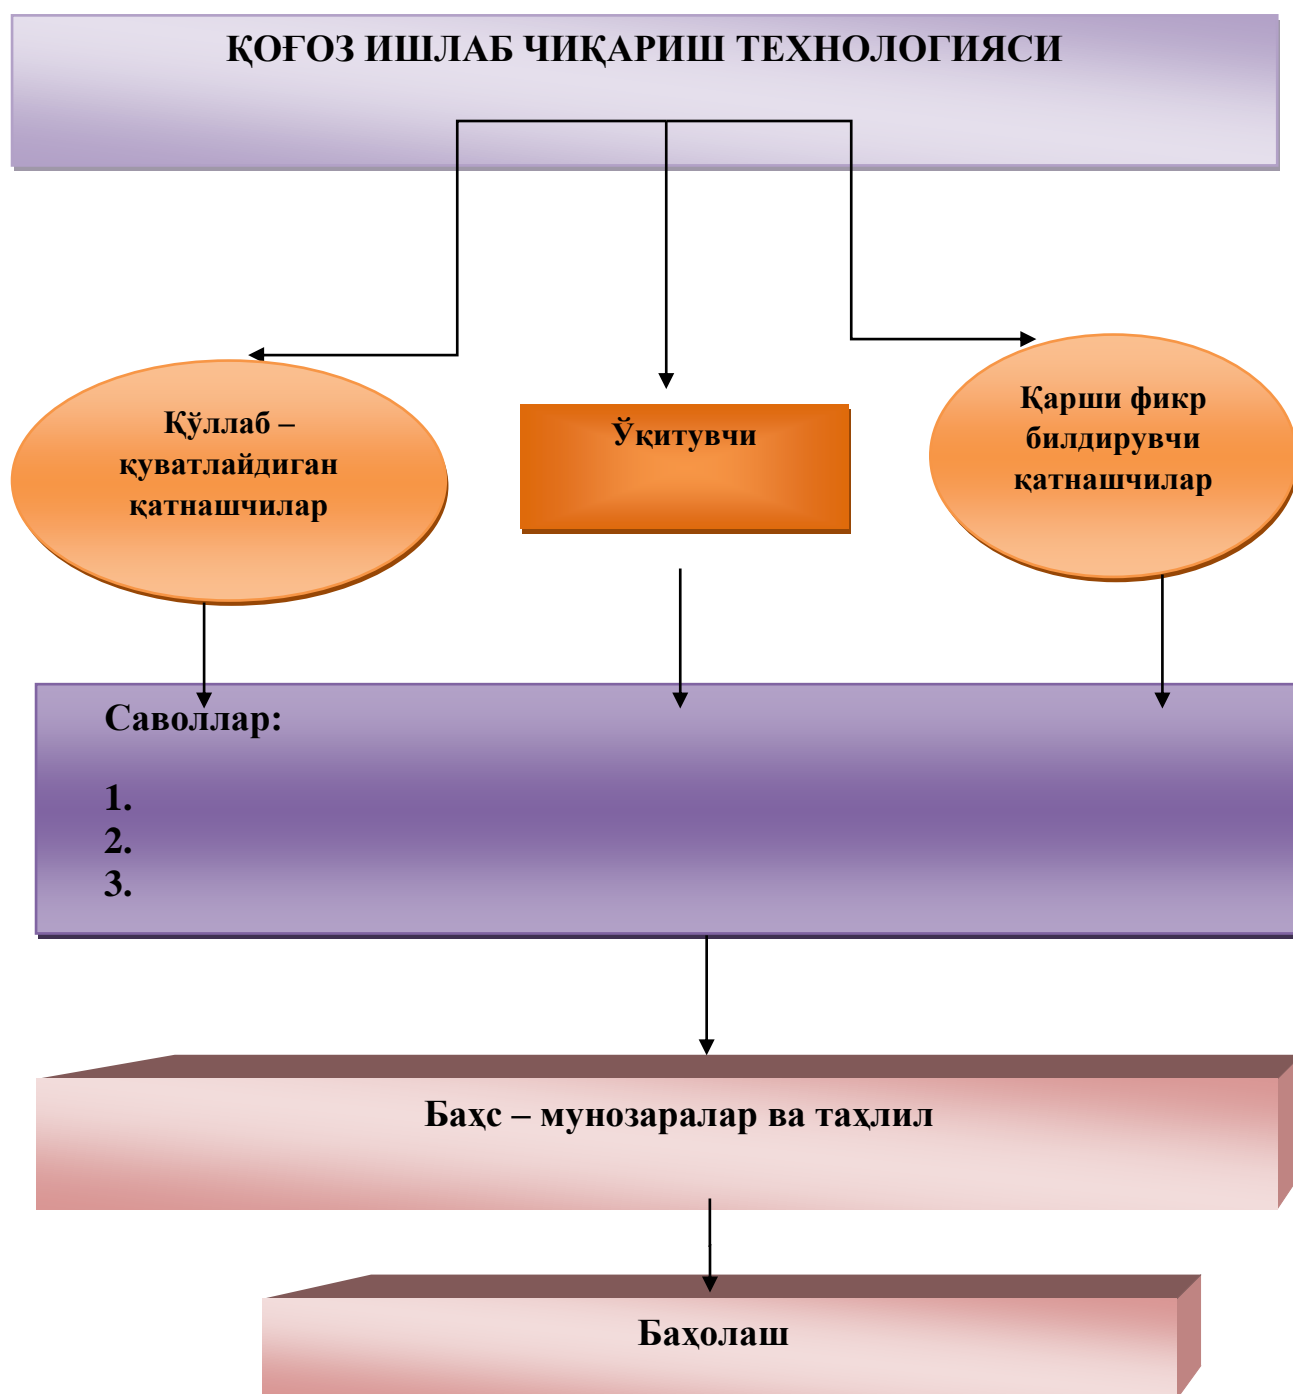 ҚОҒОЗ ИШЛАБ ЧИҚАРИШ ТЕХНОЛОГИЯСИ
Қўллаб –
қуватлайдиган
қатнашчилар
Ўқитувчи
Қарши фикр
билдирувчи
қатнашчилар
Саволлар:
1.
2.
3.
Баҳс – мунозаралар ва таҳлил
Баҳолаш